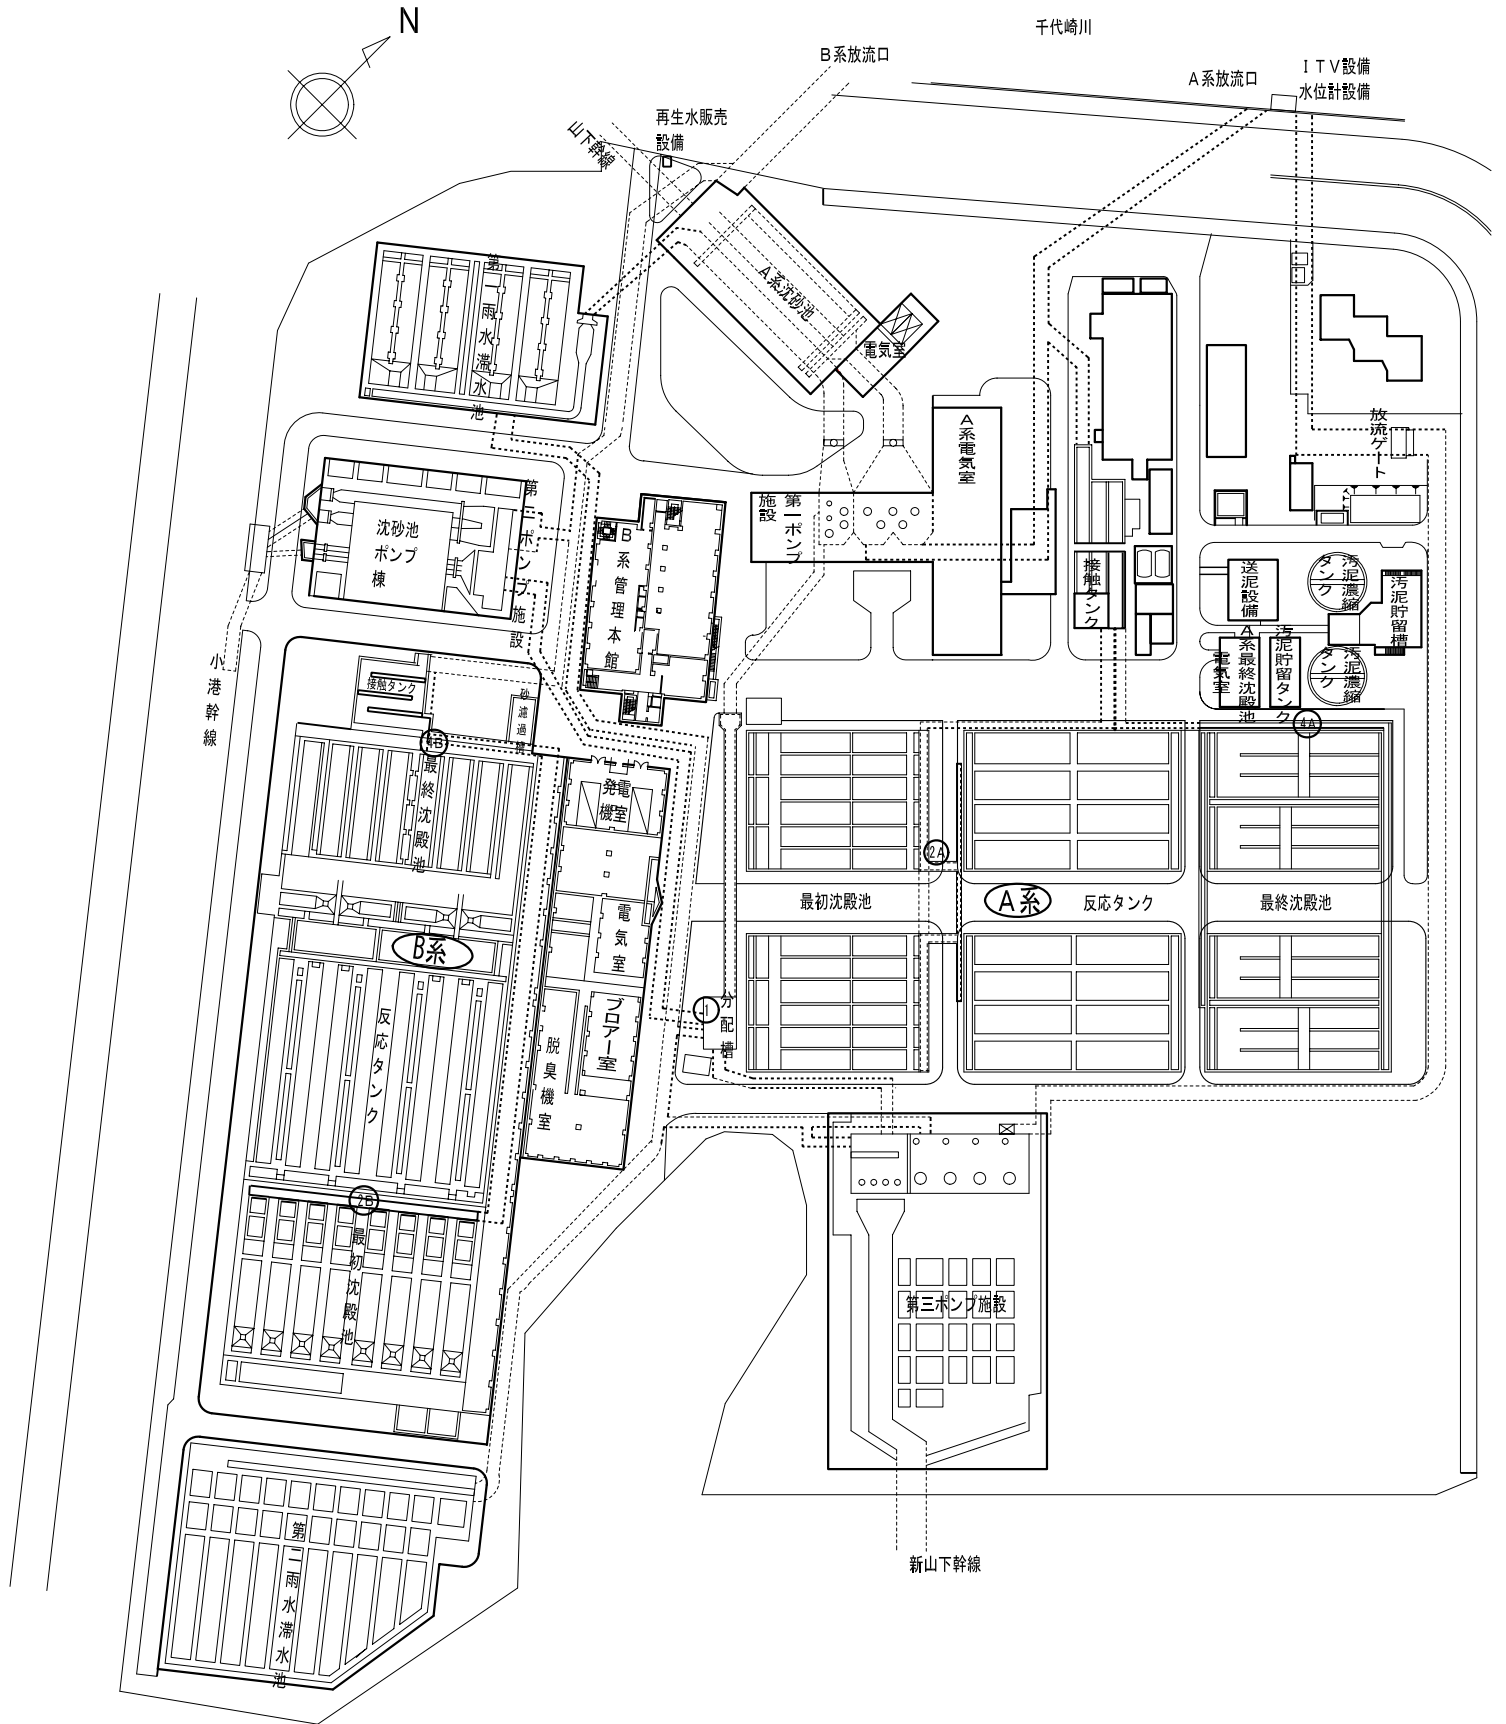 N
千代崎川
B系放流口
A系放流口
ITV設備
水位計設備
再生水販売
設備
山下幹線
第一雨水滞水池
A系沈砂池
電気室
A系電気室
放流ゲート
第二ポンプ施設
沈砂池
ポンプ
棟
B系管理本館
第一ポンプ
施設
接触タンク
送泥設備
汚泥濃縮
タンク
汚泥貯留槽
A系最終沈殿池
電気室
汚泥貯留タンク
汚泥濃縮
タンク
小港幹線
接触タンク
砂濾過機
4B
4A
最終沈殿池
発電機室
2A
最初沈殿池
A系
反応タンク
最終沈殿池
電気室
B系
反応タンク
ブロアー室
脱臭機室
1
分配槽
2B
最初沈殿池
第三ポンプ施設
第二雨水滞水池
新山下幹線